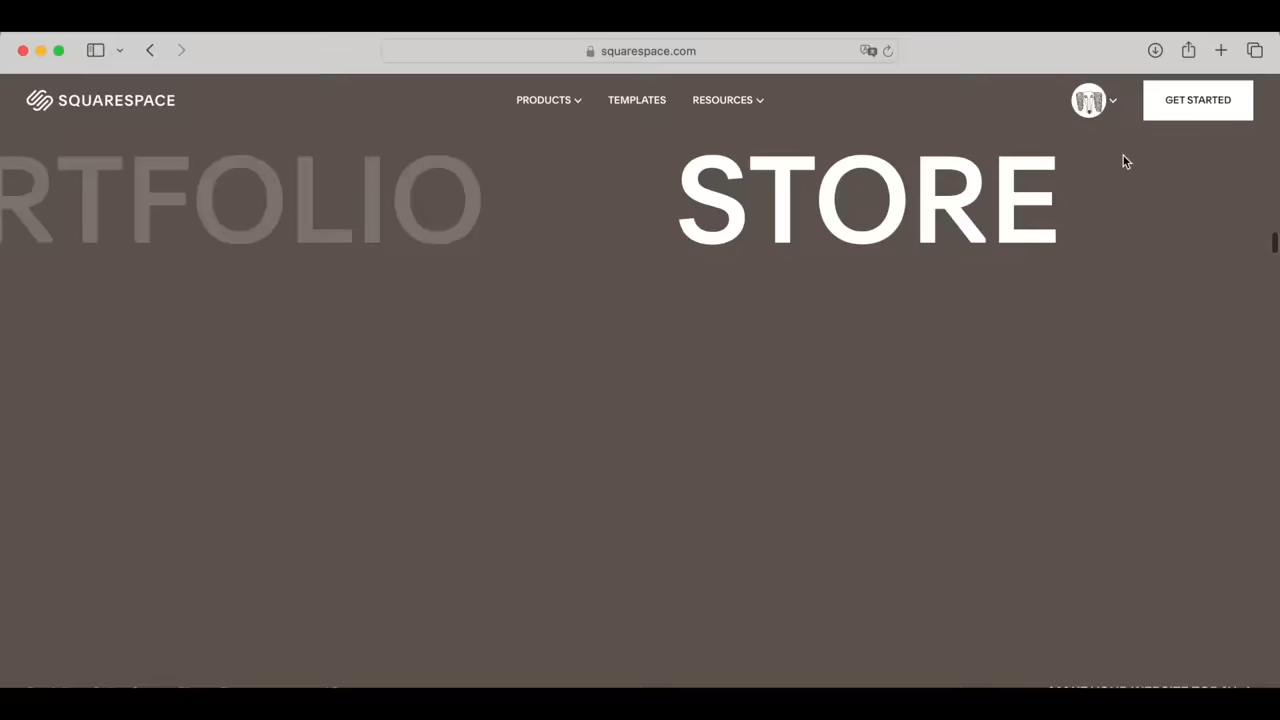 squarespace.com
SQUARESPACE
PRODUCTS
TEMPLATES
RESOURCES
GET STARTED
RTFOLIO
STORE